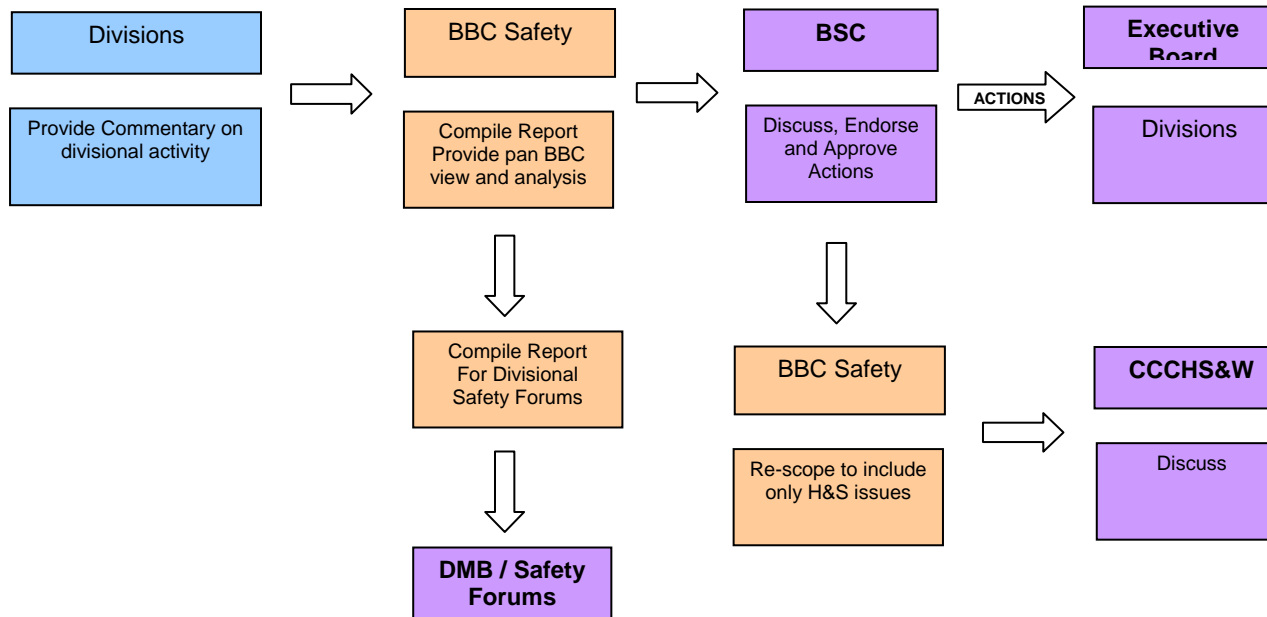 Divisions
Provide Commentary on
divisional activity
BBC Safety
Compile Report
Provide pan BBC
view and analysis
BSC
Discuss, Endorse
and Approve
Actions
ACTIONS
Executive
Board
Divisions
Compile Report
For Divisional
Safety Forums
DMB / Safety
Forums
BBC Safety
Re-scope to include
only H&S issues
CCCHS&W
Discuss